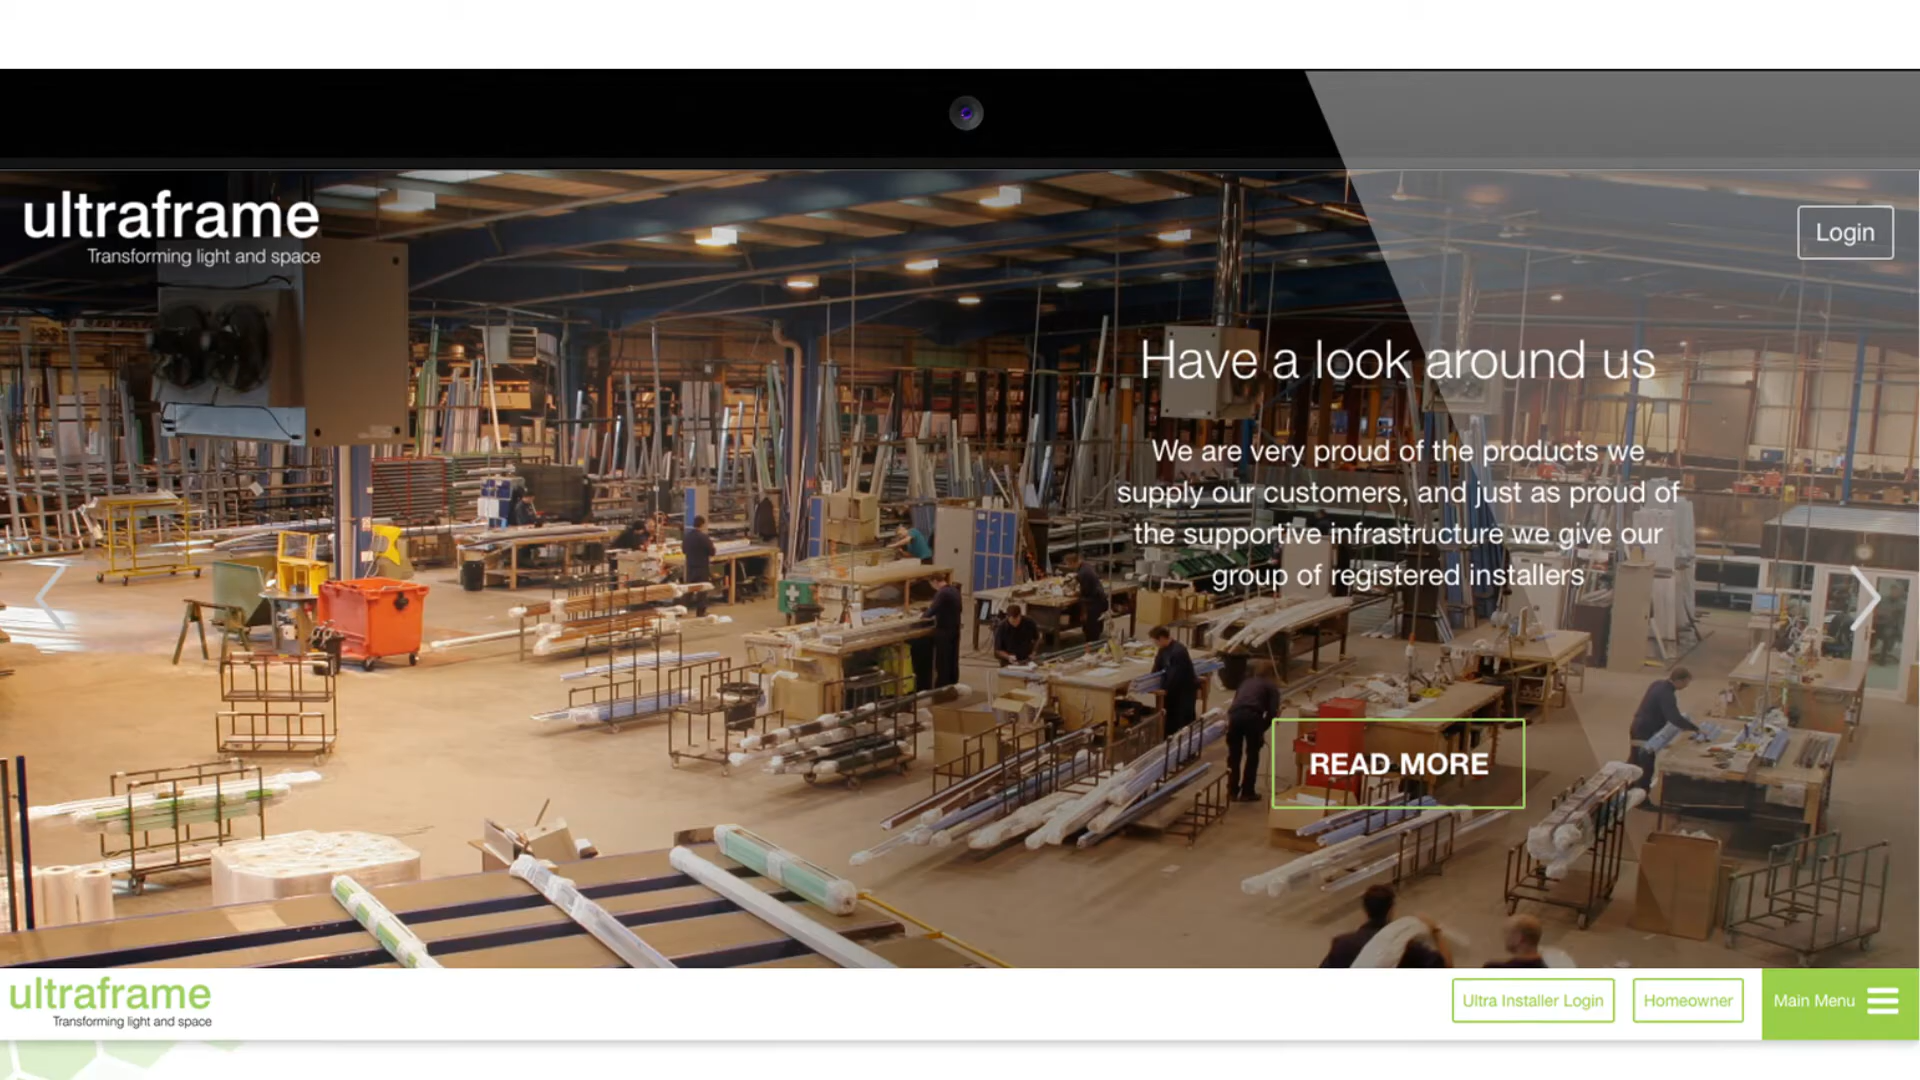 ultraframe
Transforming light and space
Login
Have a look around us
We are very proud of the products we
supply our customers, and just as proud of
the supportive infrastructure we give our
group of registered installers
READ MORE
ultraframe
Transforming light and space
Ultra Installer Login
Homeowner
Main Menu